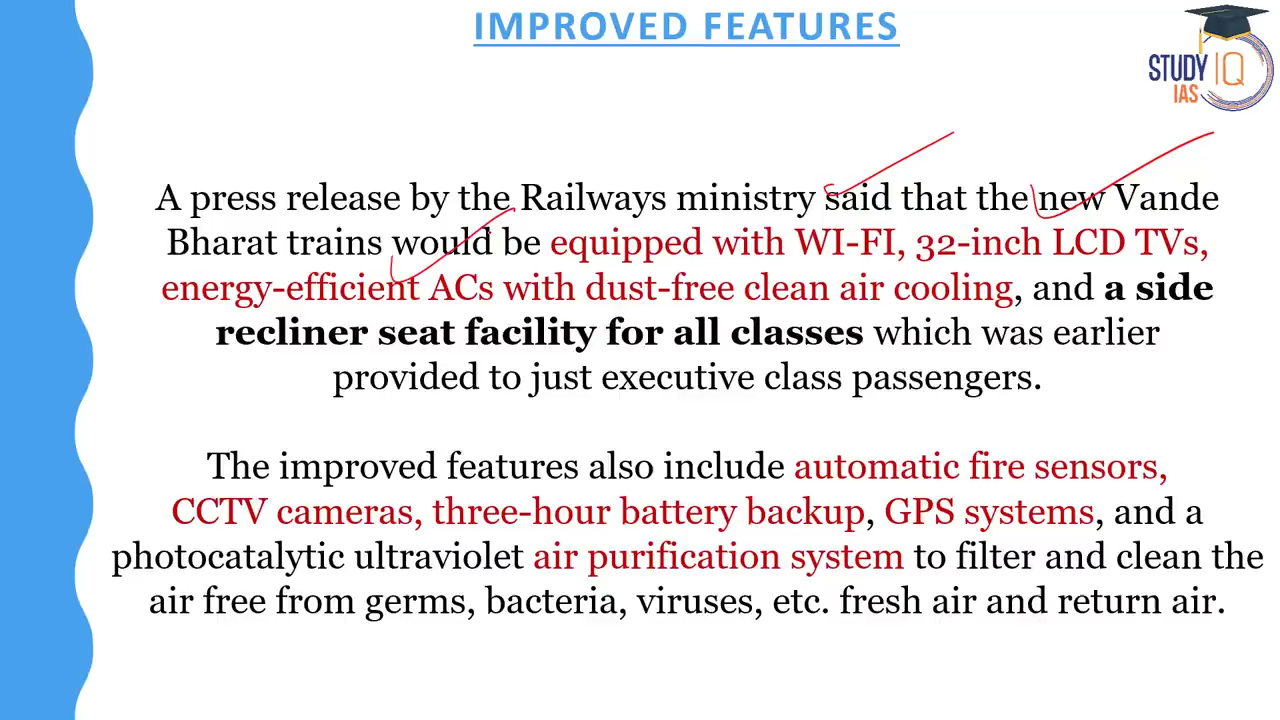 IMPROVED FEATURES
STUDY IQ
IAS
A press release by the Railways ministry said that the new Vande
Bharat trains would be equipped with WI-FI, 32-inch LCD TVs,
energy-efficient ACs with dust-free clean air cooling, and a side
recliner seat facility for all classes which was earlier
provided to just executive class passengers.
The improved features also include automatic fire sensors,
CCTV cameras, three-hour battery backup, GPS systems, and a
photocatalytic ultraviolet air purification system to filter and clean the
air free from germs, bacteria, viruses, etc. fresh air and return air.